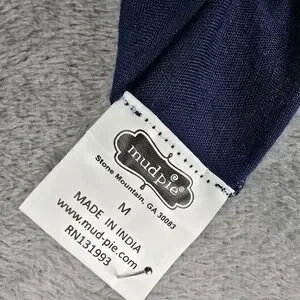 mudpie®
Stone Mountain, GA 30083
M
MADE IN INDIA
www.mud-pie.com
RN131993